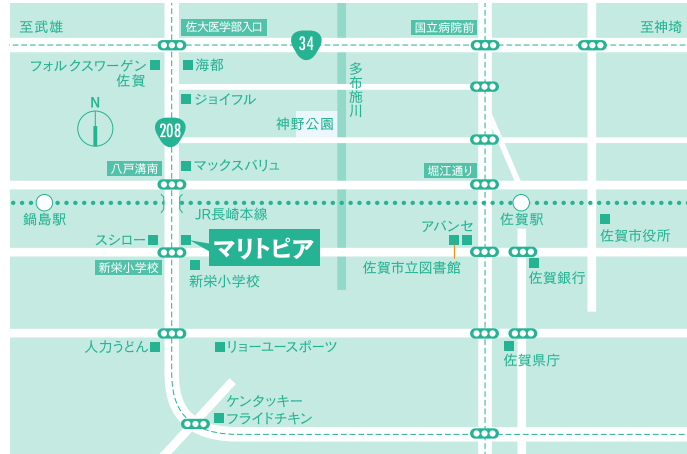 至武雄
佐大医学部入口
34
国立病院前
至神埼
フォルクスワーゲン
佐賀
海都
多布施川
ジョイフル
N
208
神野公園
八戸溝南
マックスバリュ
堀江通り
JR長崎本線
鍋島駅
佐賀駅
スシロー
マリトピア
アバンセ
佐賀市役所
新栄小学校
新栄小学校
佐賀市立図書館
佐賀銀行
人力うどん
リョーユースポーツ
佐賀県庁
ケンタッキー
フライドチキン